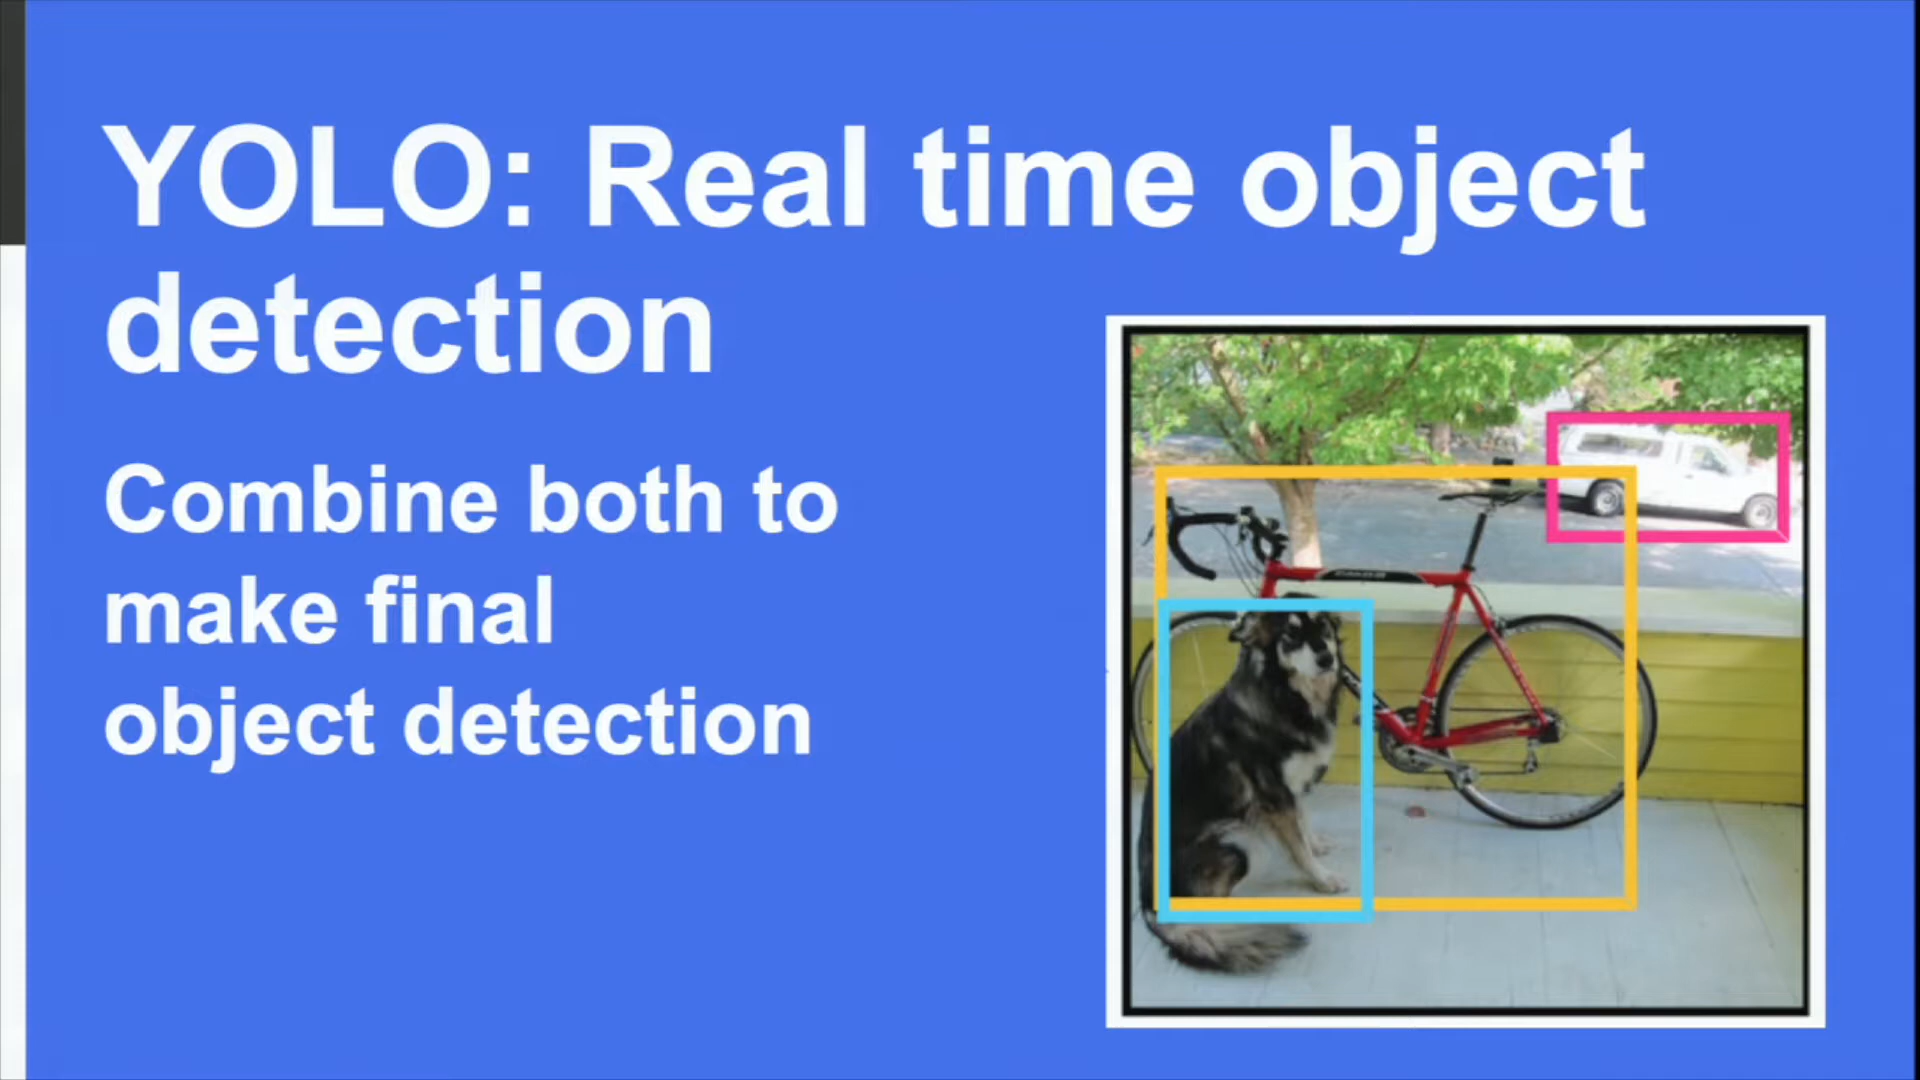 YOLO: Real time object
detection
Combine both to
make final
object detection